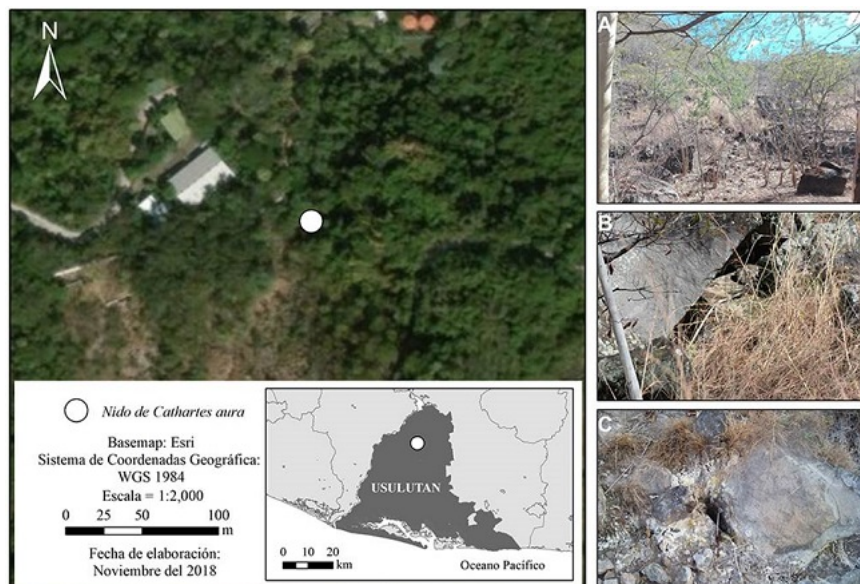 N
Nido de Cathartes aura
Basemap: Esri
Sistema de Coordenadas Geográfica:
WGS 1984
Escala = 1:2,000
0 25 50 100
m
Fecha de elaboración:
Noviembre del 2018
USULUTAN
0 10 20
km
Oceano Pacífico
A
B
C